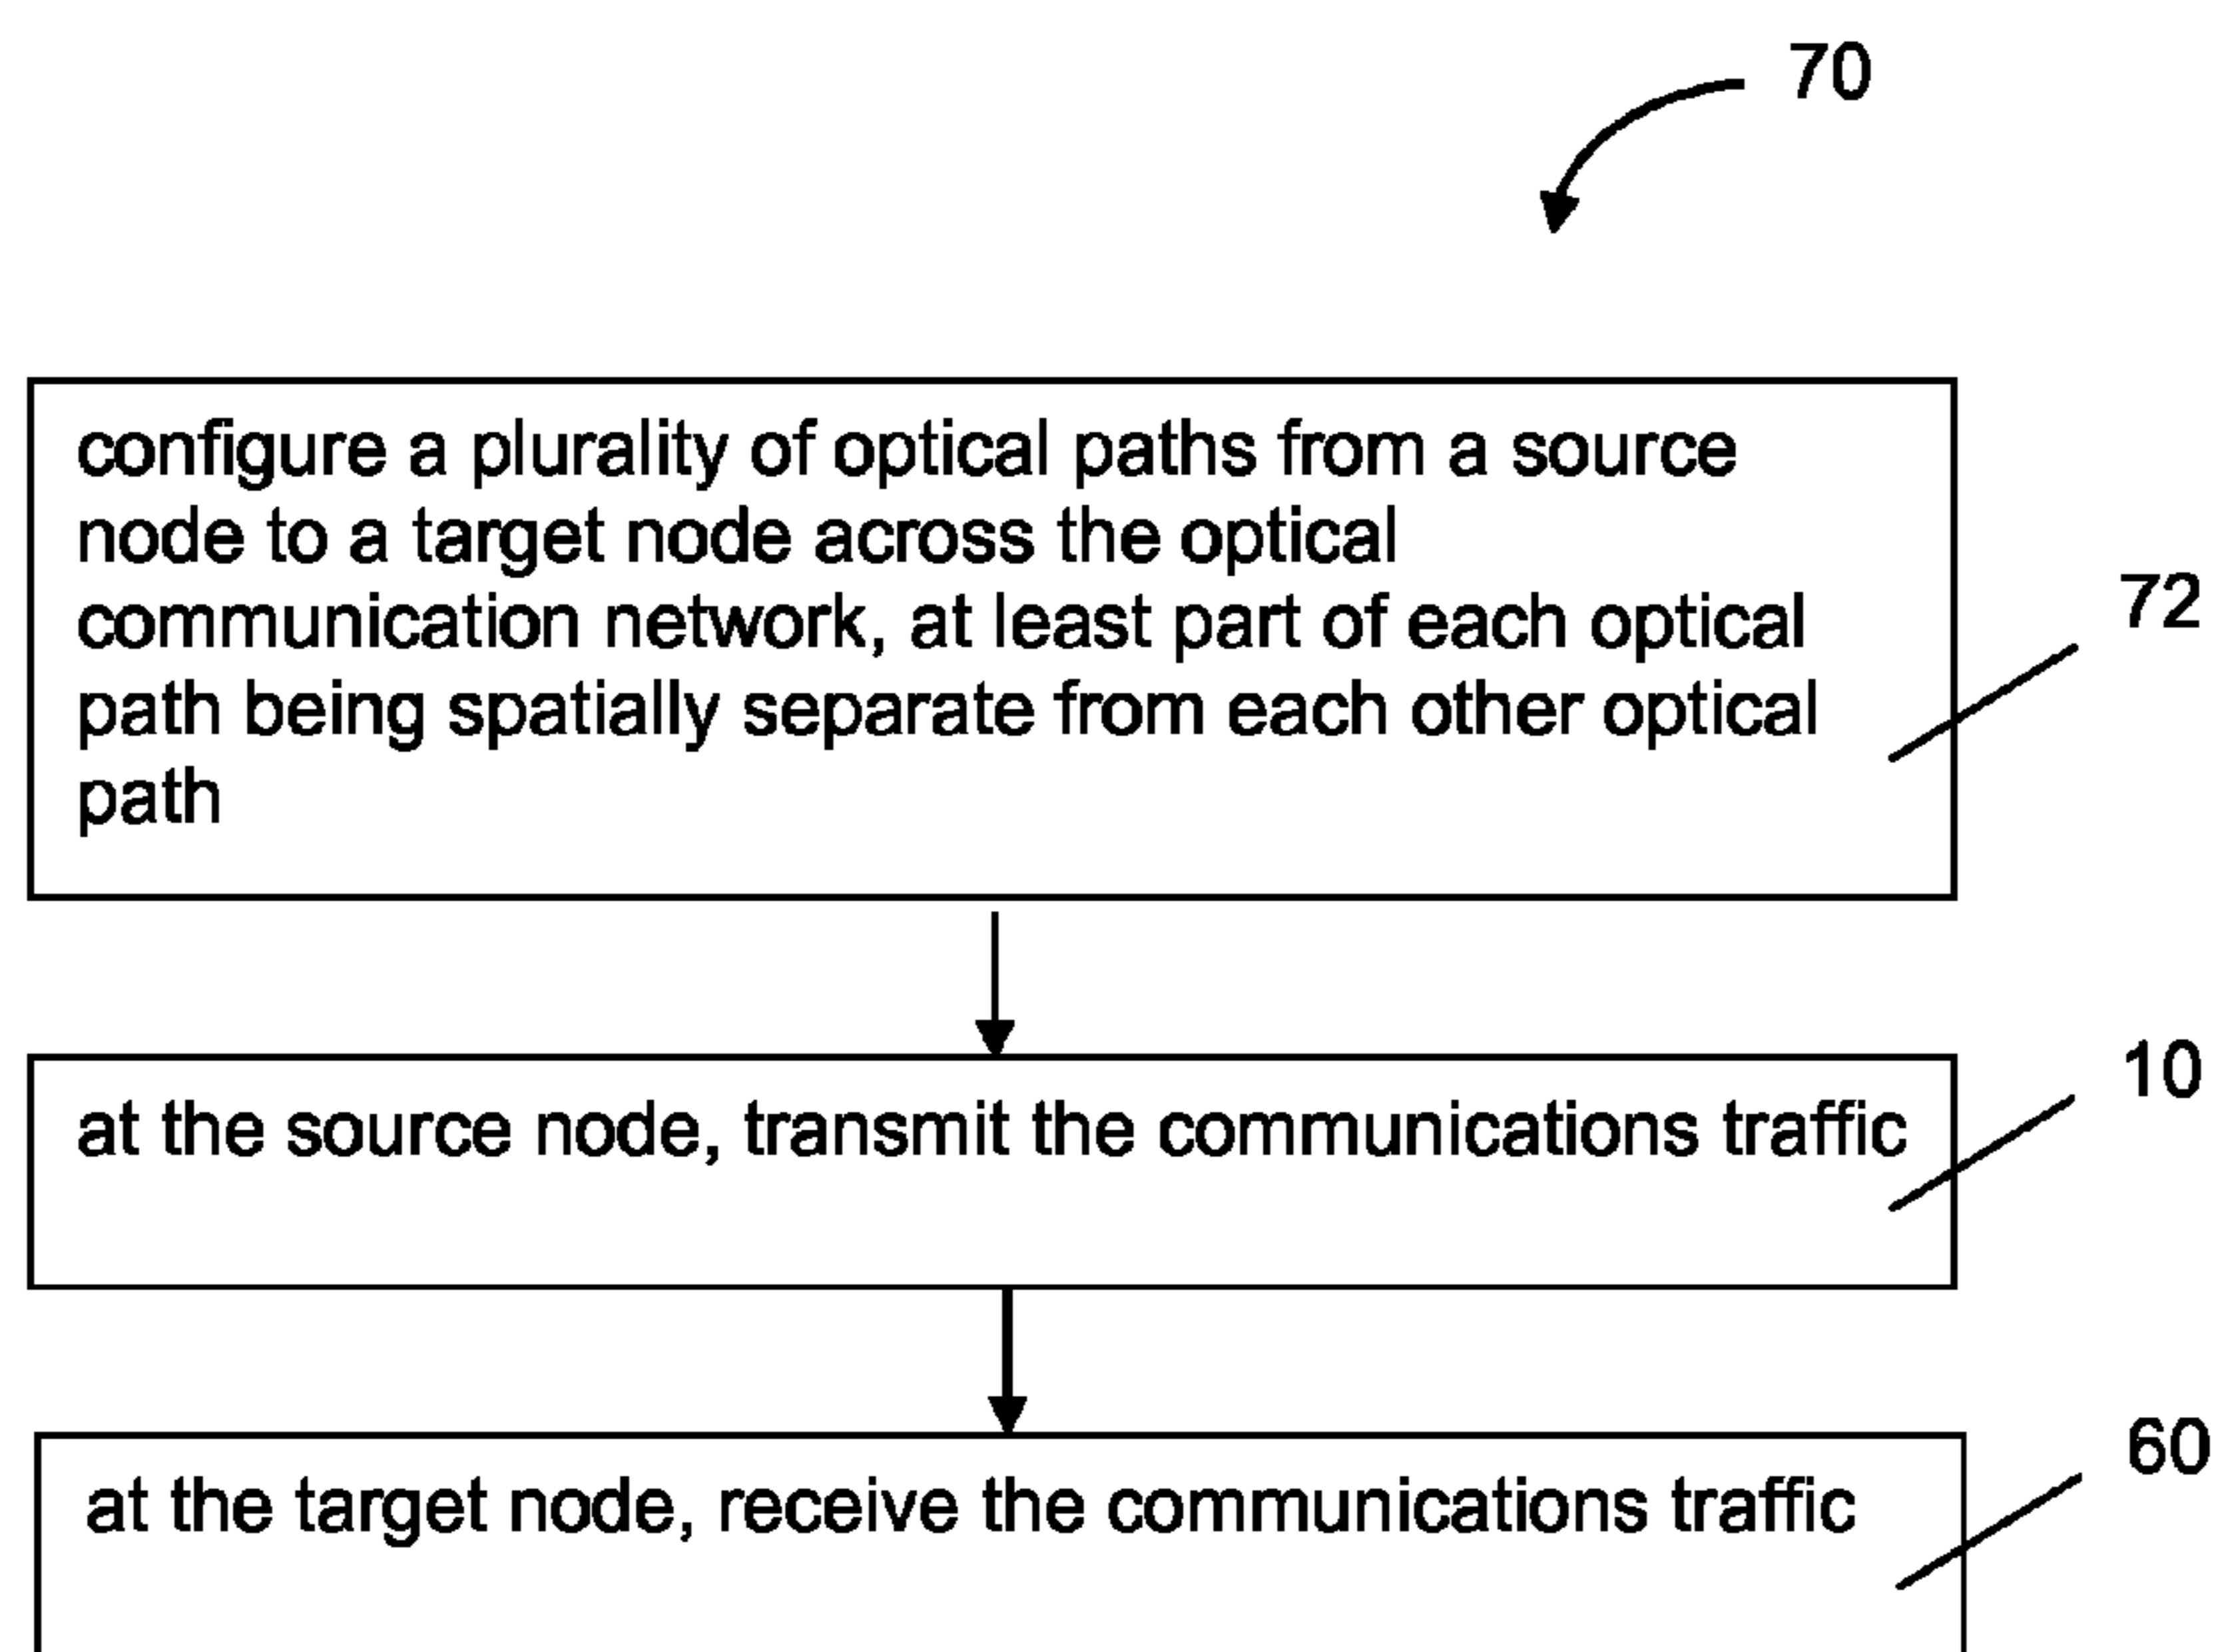 70
configure a plurality of optical paths from a source
node to a target node across the optical
communication network, at least part of each optical
path being spatially separate from each other optical
path
72
at the source node, transmit the communications traffic
10
at the target node, receive the communications traffic
60